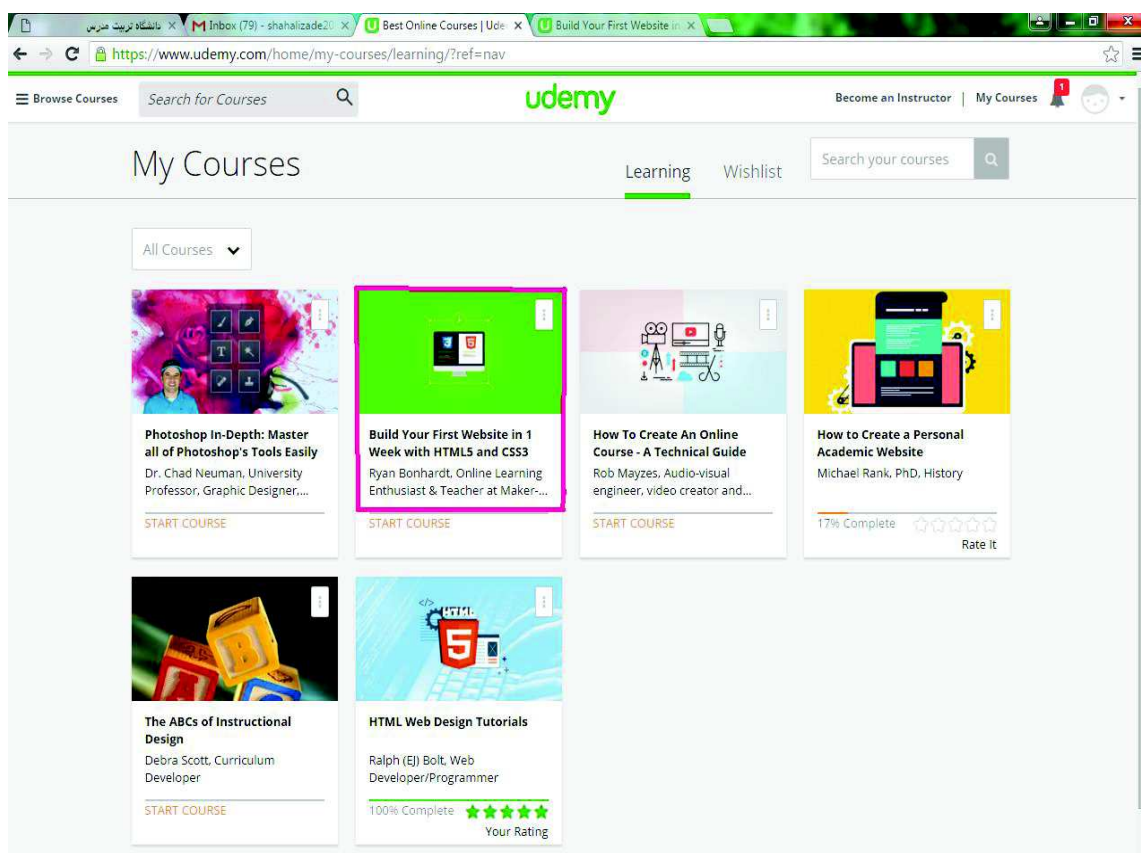 دانشگاه تربیت مدرس
Inbox (79) - shahalizade20
Best Online Courses | Ude
Build Your First Website in
https://www.udemy.com/home/my-courses/learning/?ref=nav
Browse Courses
Search for Courses
udemy
Become an Instructor | My Courses
1
My Courses
Learning
Wishlist
Search your courses
All Courses
T
Photoshop In-Depth: Master
all of Photoshop's Tools Easily
Dr. Chad Neuman, University
Professor, Graphic Designer,...
START COURSE
3 5
Build Your First Website in 1
Week with HTML5 and CSS3
Ryan Bonhardt, Online Learning
Enthusiast & Teacher at Maker-...
START COURSE
How To Create An Online
Course - A Technical Guide
Rob Mayzes, Audio-visual
engineer, video creator and...
START COURSE
How to Create a Personal
Academic Website
Michael Rank, PhD, History
17% Complete
Rate It
A B C
The ABCs of Instructional
Design
Debra Scott, Curriculum
Developer
START COURSE
</>
HTML
5
HTML Web Design Tutorials
Ralph (EJ) Bolt, Web
Developer/Programmer
100% Complete
Your Rating